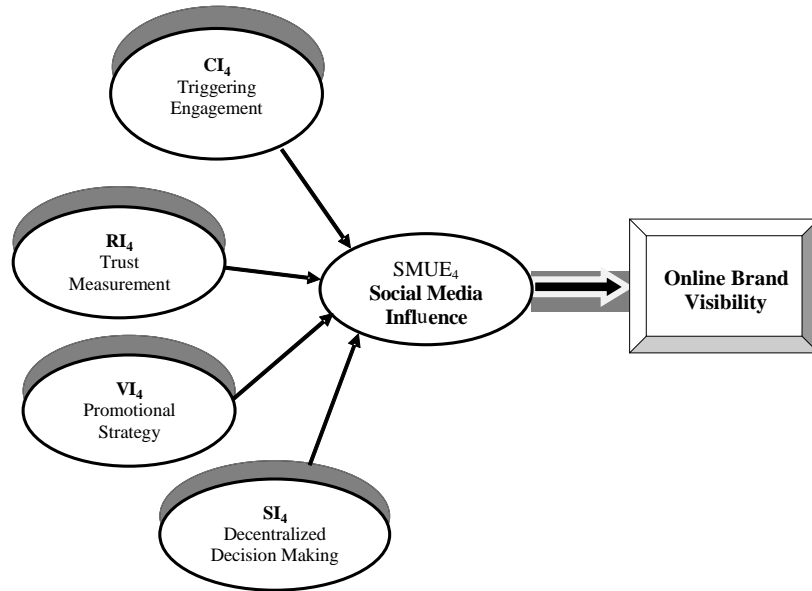 CI₄
Triggering
Engagement
RI₄
Trust
Measurement
SMUE₄
Social Media
Influence
Online Brand
Visibility
VI₄
Promotional
Strategy
SI₄
Decentralized
Decision Making